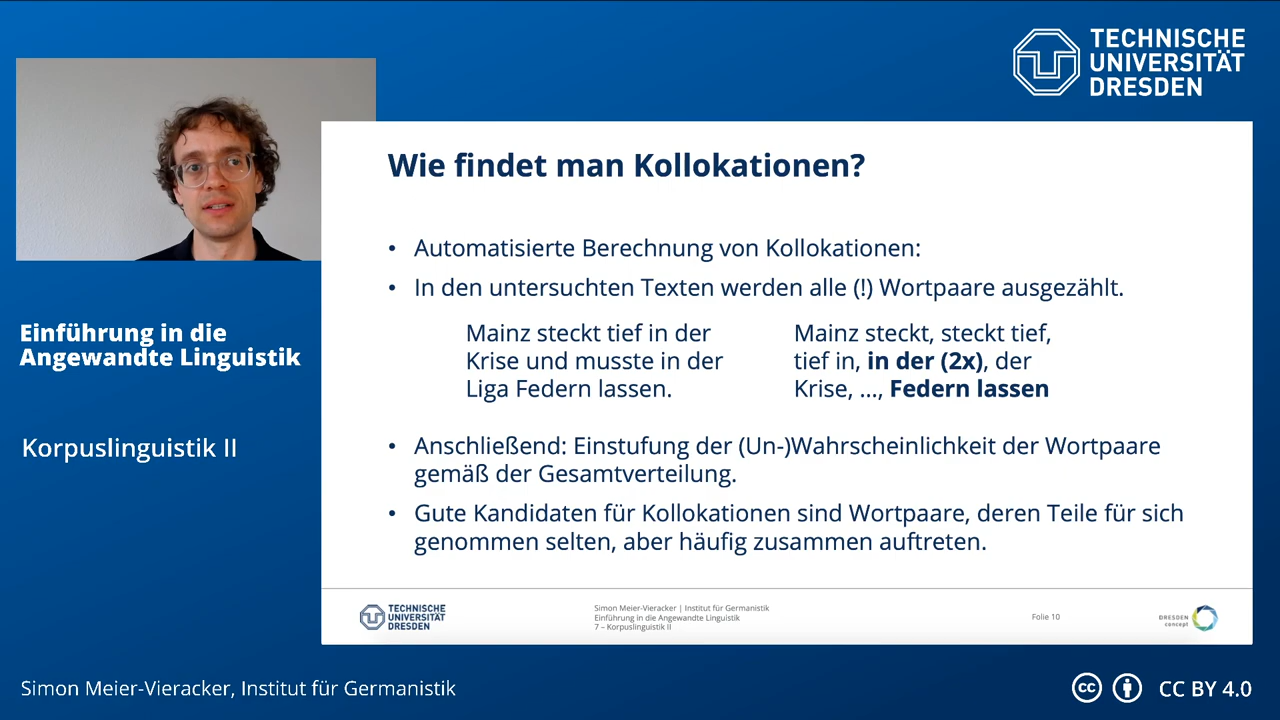 TECHNISCHE
UNIVERSITÄT
DRESDEN
Wie findet man Kollokationen?
• Automatisierte Berechnung von Kollokationen:
• In den untersuchten Texten werden alle (!) Wortpaare ausgezählt.
Mainz steckt tief in der
Krise und musste in der
Liga Federn lassen.
Mainz steckt, steckt tief,
tief in, in der (2x), der
Krise, …, Federn lassen
• Anschließend: Einstufung der (Un-)Wahrscheinlichkeit der Wortpaare
gemäß der Gesamtverteilung.
• Gute Kandidaten für Kollokationen sind Wortpaare, deren Teile für sich
genommen selten, aber häufig zusammen auftreten.
TECHNISCHE
UNIVERSITÄT
DRESDEN
Simon Meier-Vieracker | Institut für Germanistik
Einführung in die Angewandte Linguistik
7 – Korpuslinguistik II
Folie 10
DRESDEN
concept
Einführung in die
Angewandte Linguistik
Korpuslinguistik II
Simon Meier-Vieracker, Institut für Germanistik
cc
CC BY 4.0